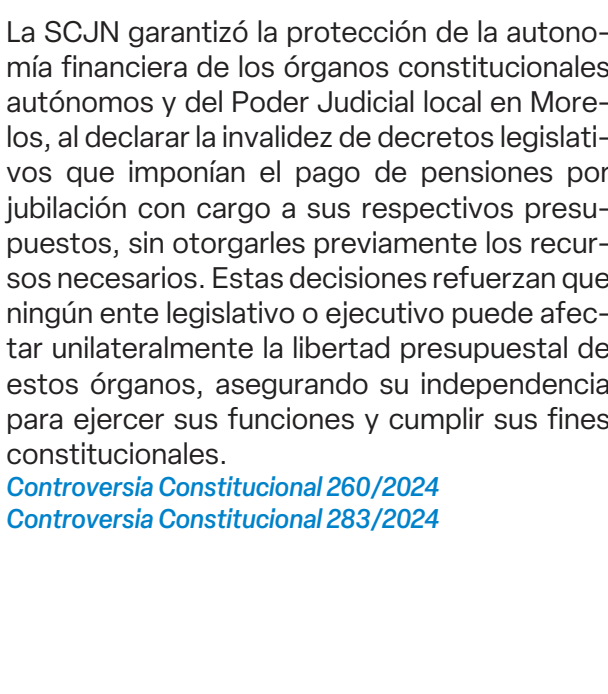 La SCJN garantizó la protección de la autono-
mía financiera de los órganos constitucionales
autónomos y del Poder Judicial local en More-
los, al declarar la invalidez de decretos legislati-
vos que imponían el pago de pensiones por
jubilación con cargo a sus respectivos presu-
puestos, sin otorgarles previamente los recur-
sos necesarios. Estas decisiones refuerzan que
ningún ente legislativo o ejecutivo puede afec-
tar unilateralmente la libertad presupuestal de
estos órganos, asegurando su independencia
para ejercer sus funciones y cumplir sus fines
constitucionales.
Controversia Constitucional 260/2024
Controversia Constitucional 283/2024